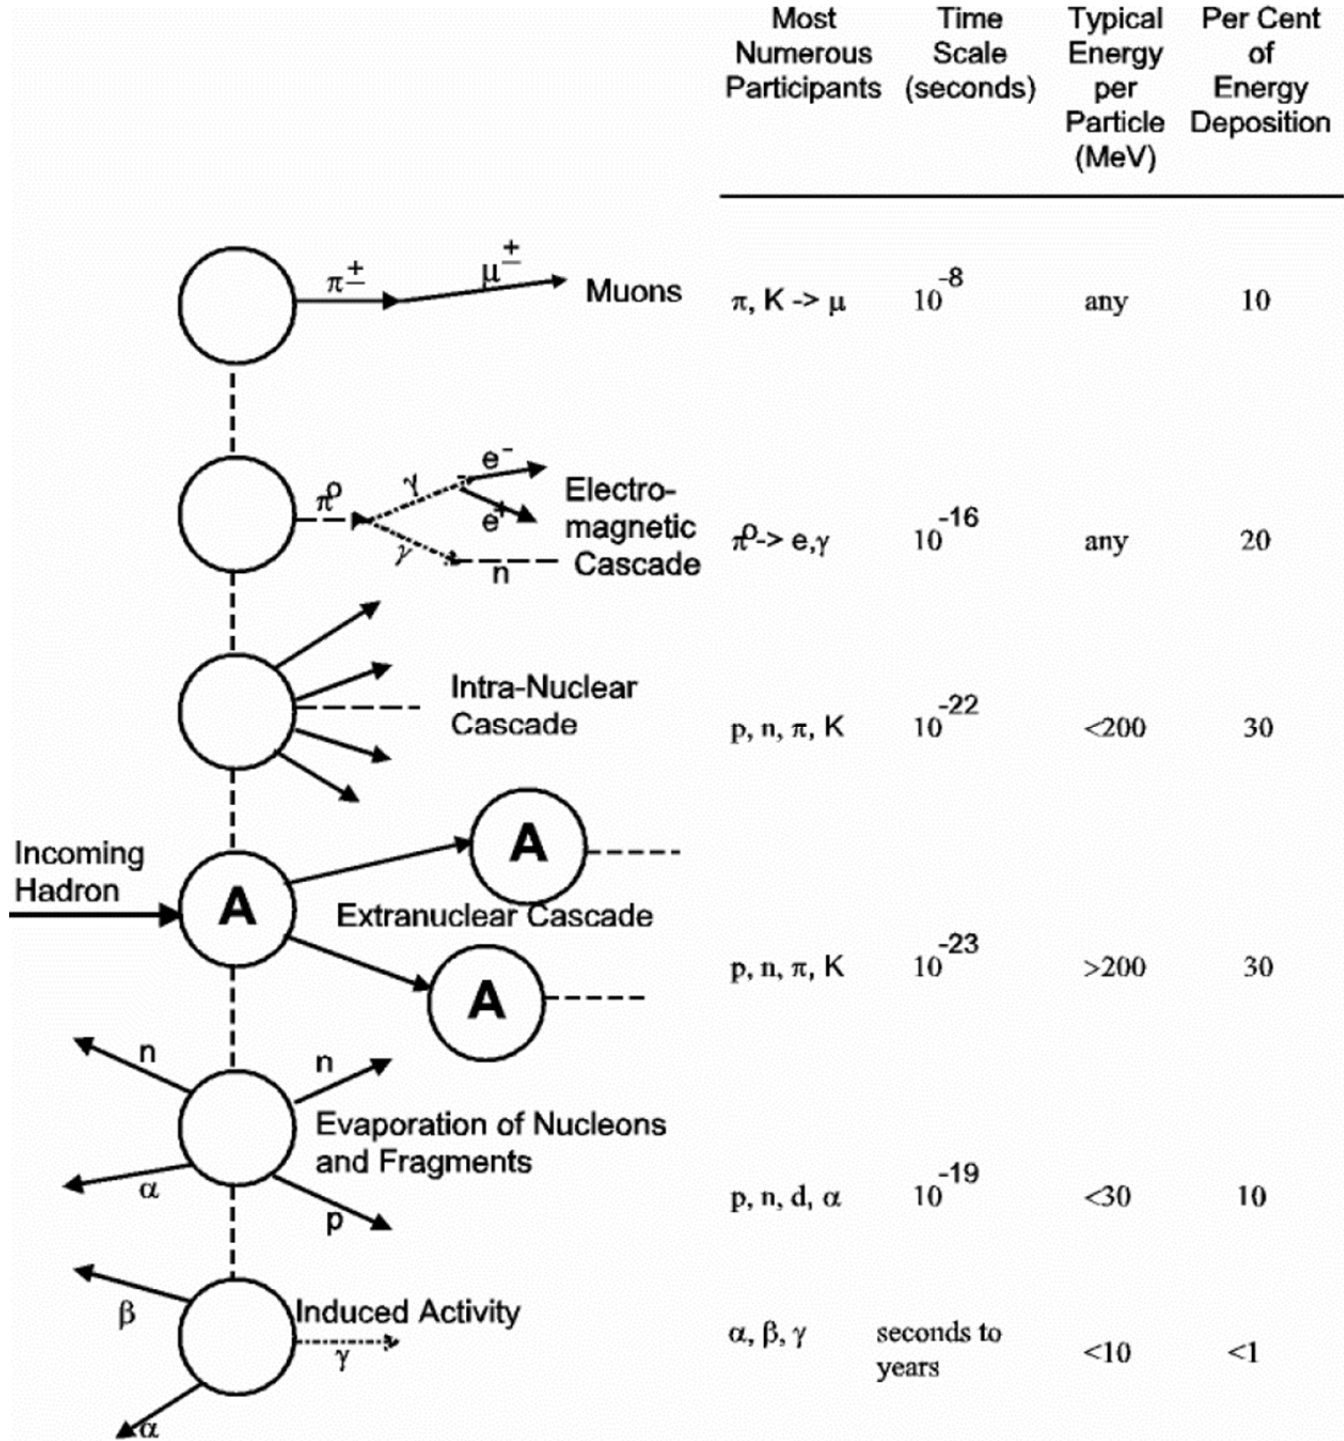 Most Numerous Participants
Time Scale (seconds)
Typical Energy per Particle (MeV)
Per Cent of Energy Deposition
π± μ± Muons
π, K -> μ 10⁻⁸ any 10
π⁰ γ e⁻ e⁺ γ n
Electro-
magnetic
Cascade
π⁰-> e,γ 10⁻¹⁶ any 20
Intra-Nuclear
Cascade
p, n, π, K 10⁻²² <200 30
Incoming
Hadron
A
A
Extranuclear Cascade
A
p, n, π, K 10⁻²³ >200 30
n n
Evaporation of Nucleons
and Fragments
α p
p, n, d, α 10⁻¹⁹ <30 10
β
Induced Activity
γ
α
α, β, γ seconds to years <10 <1